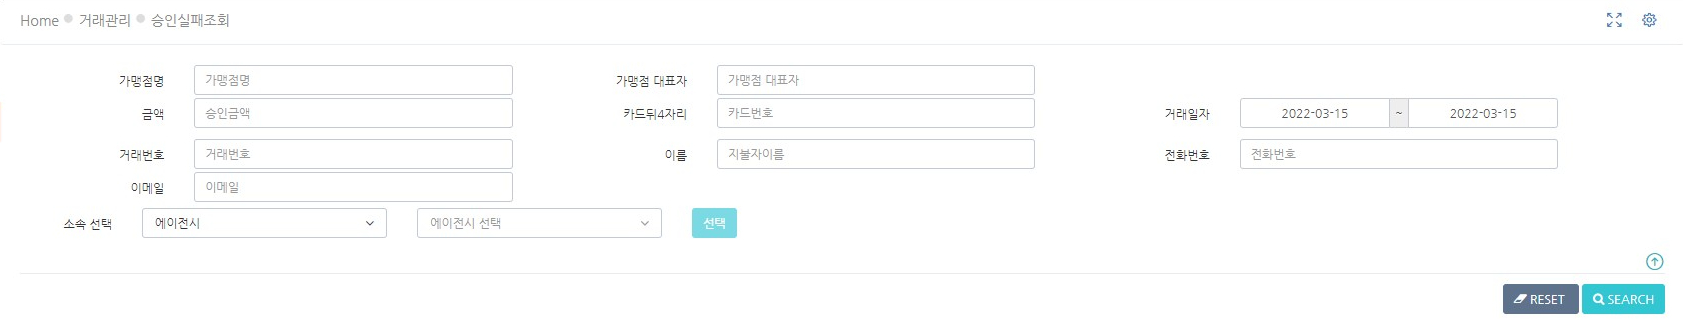 Home 거래관리 승인실패조회
가맹점명 가맹점명 가맹점 대표자 가맹점 대표자
금액 승인금액 카드뒤4자리 카드번호 거래일자 2022-03-15 ~ 2022-03-15
거래번호 거래번호 이름 지불자이름 전화번호 전화번호
이메일 이메일
소속 선택 에이전시 에이전시 선택 선택
RESET SEARCH